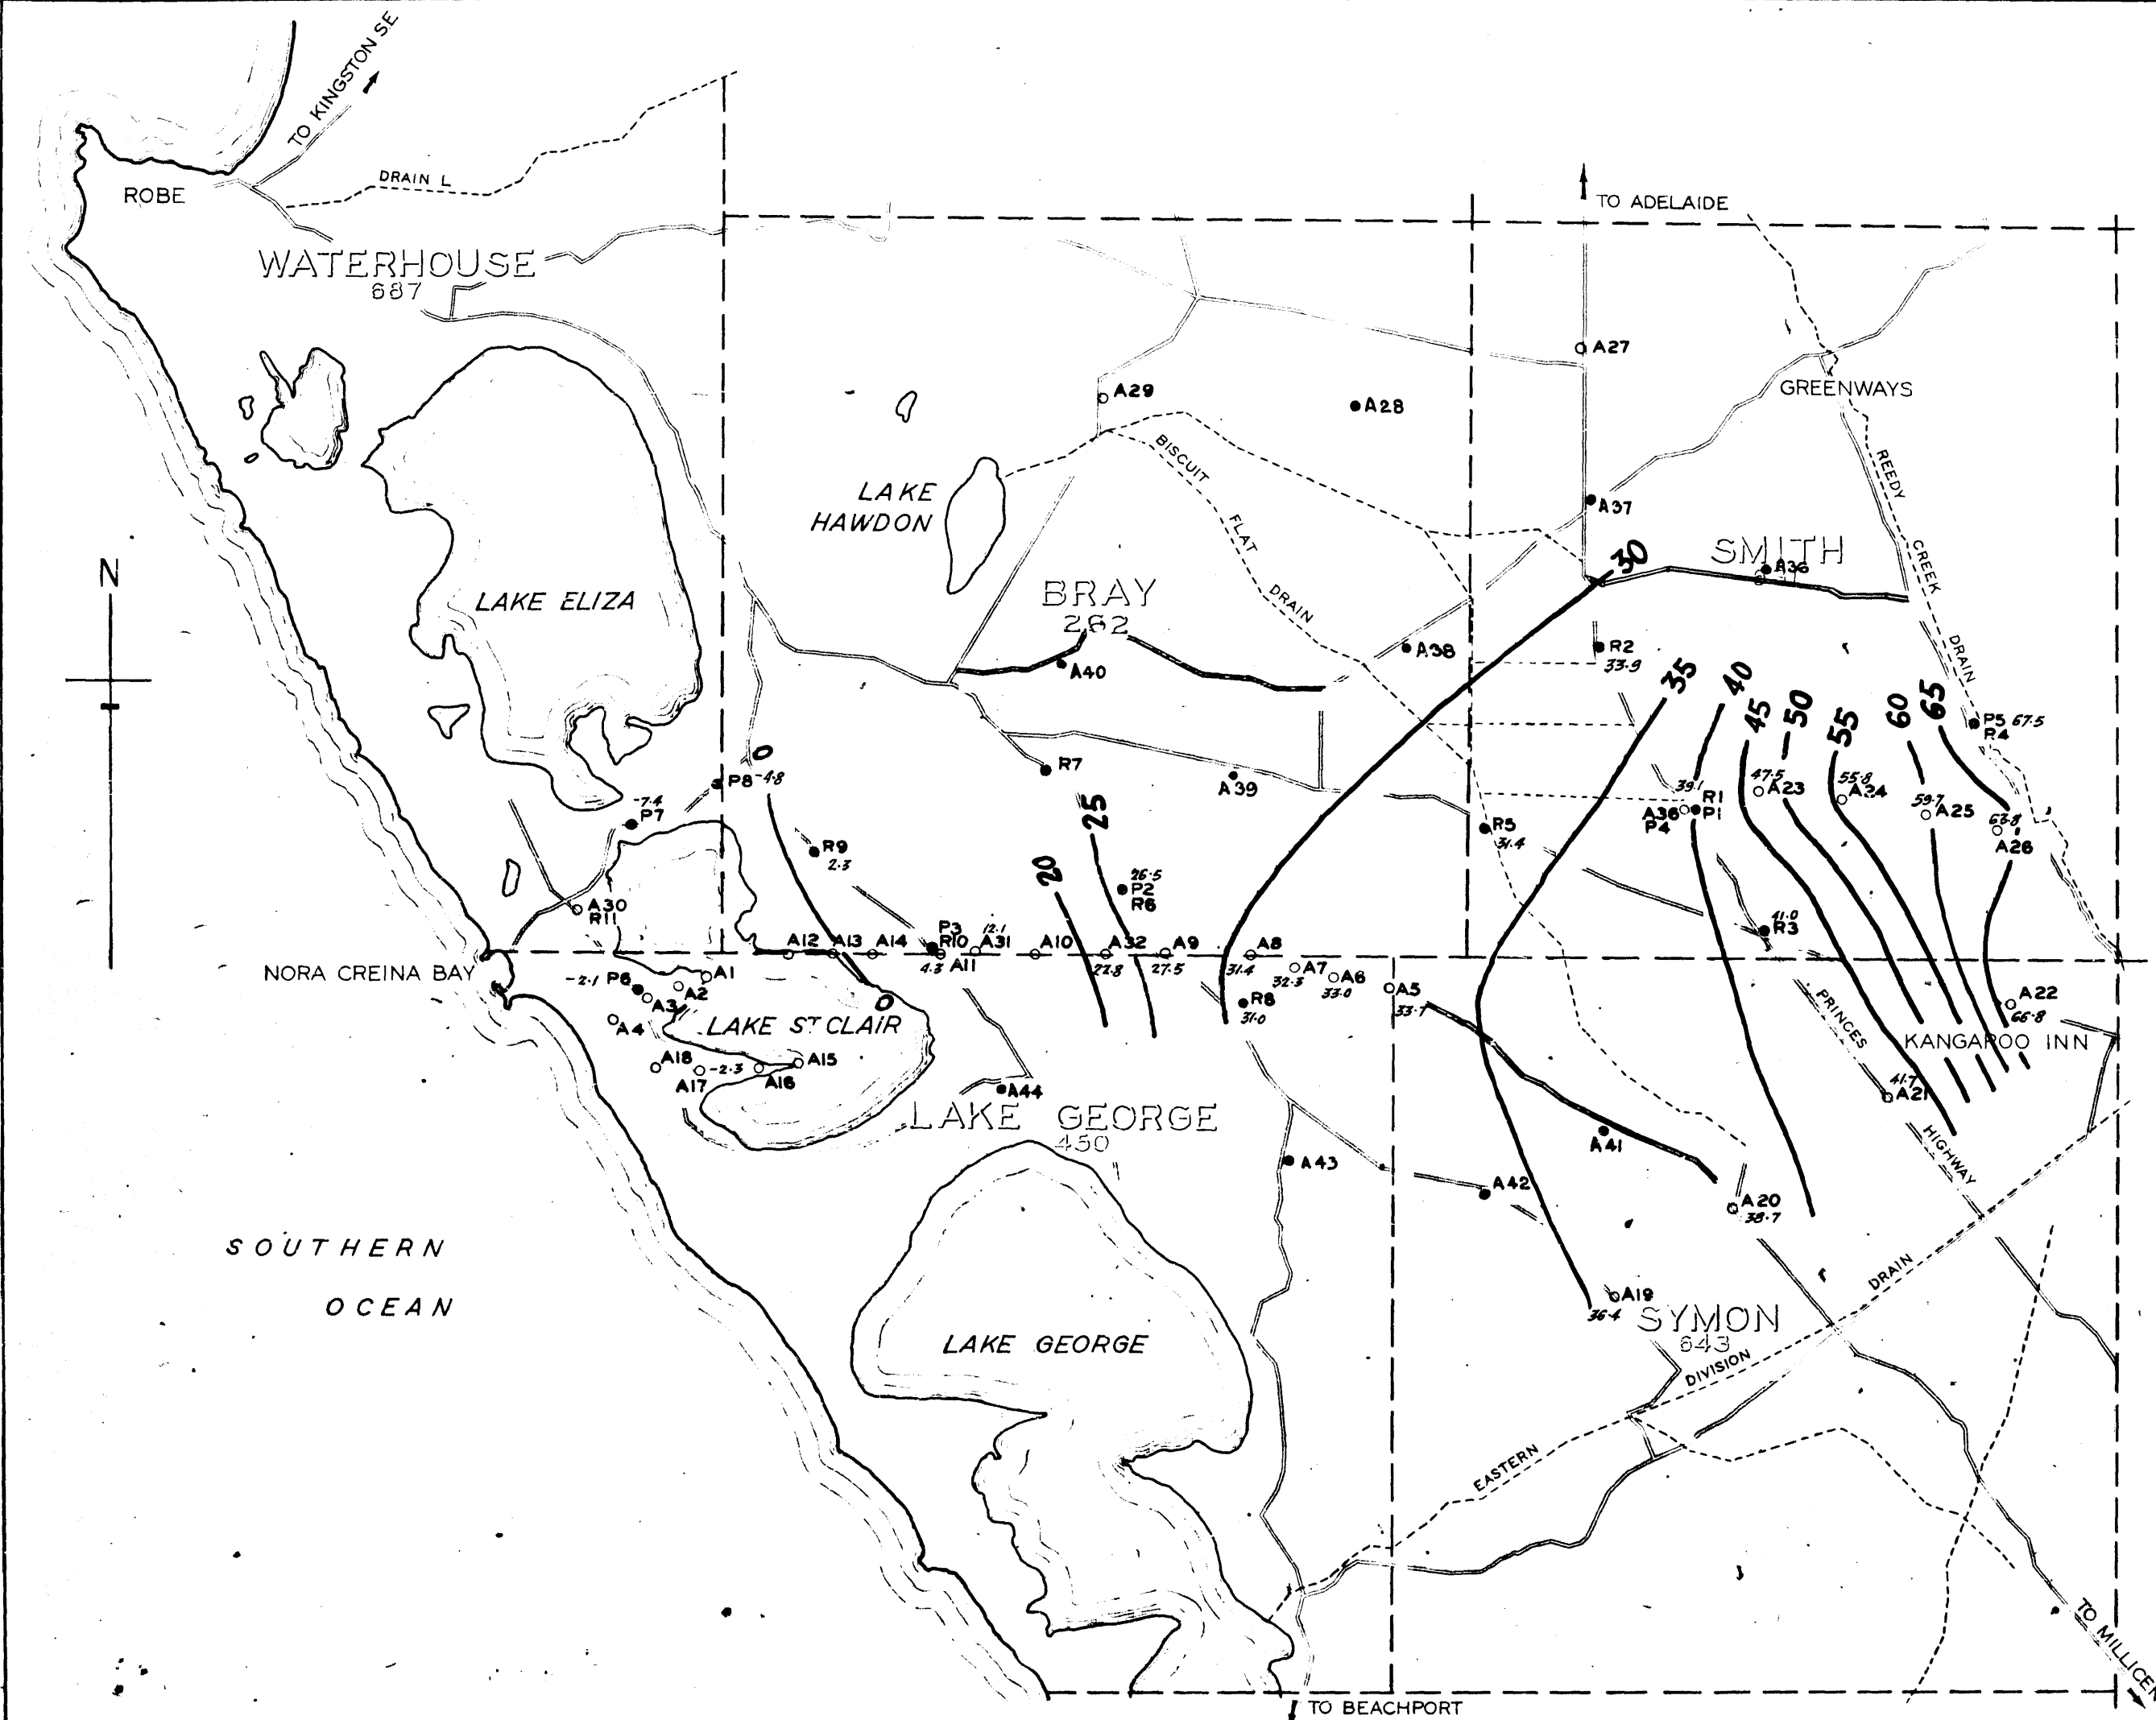 TO KINGSTON S.E
ROBE
DRAIN L
TO ADELAIDE
WATERHOUSE
687
A27
A29
A28
GREENWAYS
BISCUIT
FLAT
DRAIN
REEDY
CREEK
DRAIN
LAKE
HAWDON
A37
N
SMITH
30
A36
LAKE ELIZA
BRAY
262
A38
R2
33.9
A40
35
40
45
50
55
60
65
P5 67.5
R4
0
R7
P8 -4.8
A39
-7.4
P7
25
39.1
R1
A36
P1
P4
47.5
A23
55.8
A24
59.7
A25
63.8
A26
R5
31.4
R9
2.3
20
26.5
P2
R6
A30
R11
41.0
R3
A12
A13
A14
P3
R10
12.1
A31
4.3
A11
A10
A32
22.8
A9
27.5
A8
31.4
A7
32.3
A6
33.0
A5
33.7
NORA CREINA BAY
-2.1
P6
A1
A2
A3
A4
0
R8
31.0
A22
66.8
PRINCES
HIGHWAY
KANGAROO INN
LAKE ST CLAIR
A18
A17
-2.3
A16
A15
A44
41.7
A21
LAKE GEORGE
450
A41
A43
A42
A20
38.7
SOUTHERN
OCEAN
A19
36.4
SYMON
643
LAKE GEORGE
EASTERN
DIVISION
DRAIN
TO BEACHPORT
TO MILLICEN